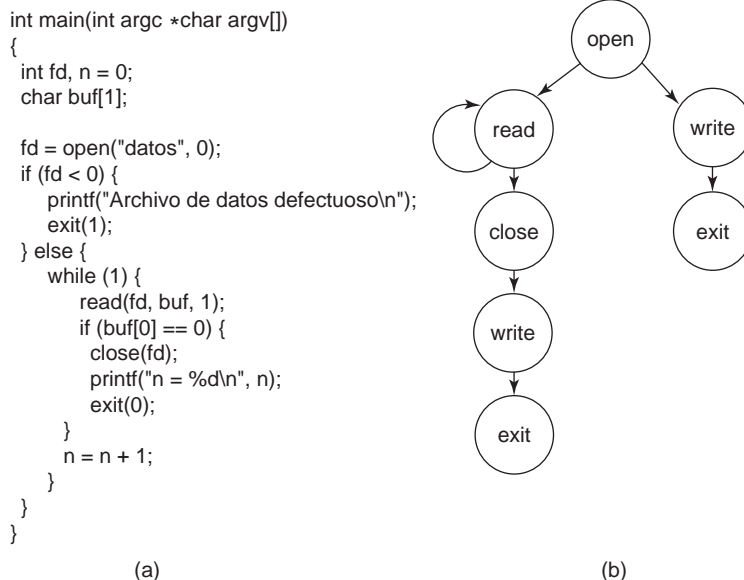 int main(int argc *char argv[])
{
int fd, n = 0;
char buf[1];
fd = open("datos", 0);
if (fd < 0) {
printf("Archivo de datos defectuoso\n");
exit(1);
} else {
while (1) {
read(fd, buf, 1);
if (buf[0] == 0) {
close(fd);
printf("n = %d\n", n);
exit(0);
}
n = n + 1;
}
}
}
(a)
open
read
write
close
exit
write
exit
(b)